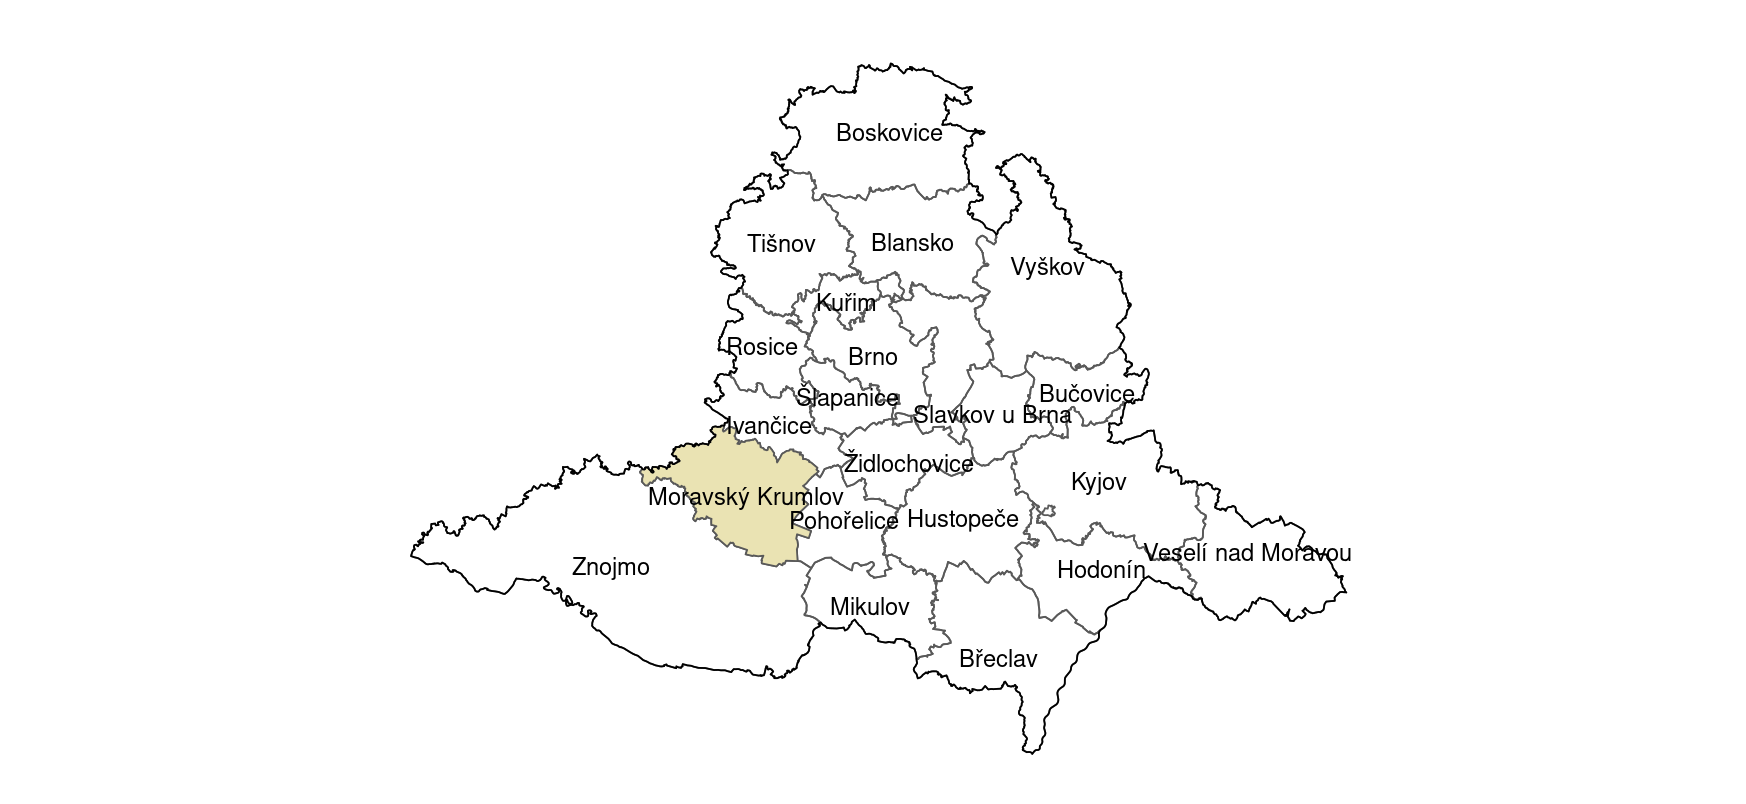 Boskovice
Tišnov
Blansko
Vyškov
Kuřim
Rosice
Brno
Bučovice
Šlapanice
Slavkov u Brna
Ivančice
Židlochovice
Kyjov
Moravský Krumlov
Pohořelice
Hustopeče
Veselí nad Moravou
Znojmo
Hodonín
Mikulov
Břeclav